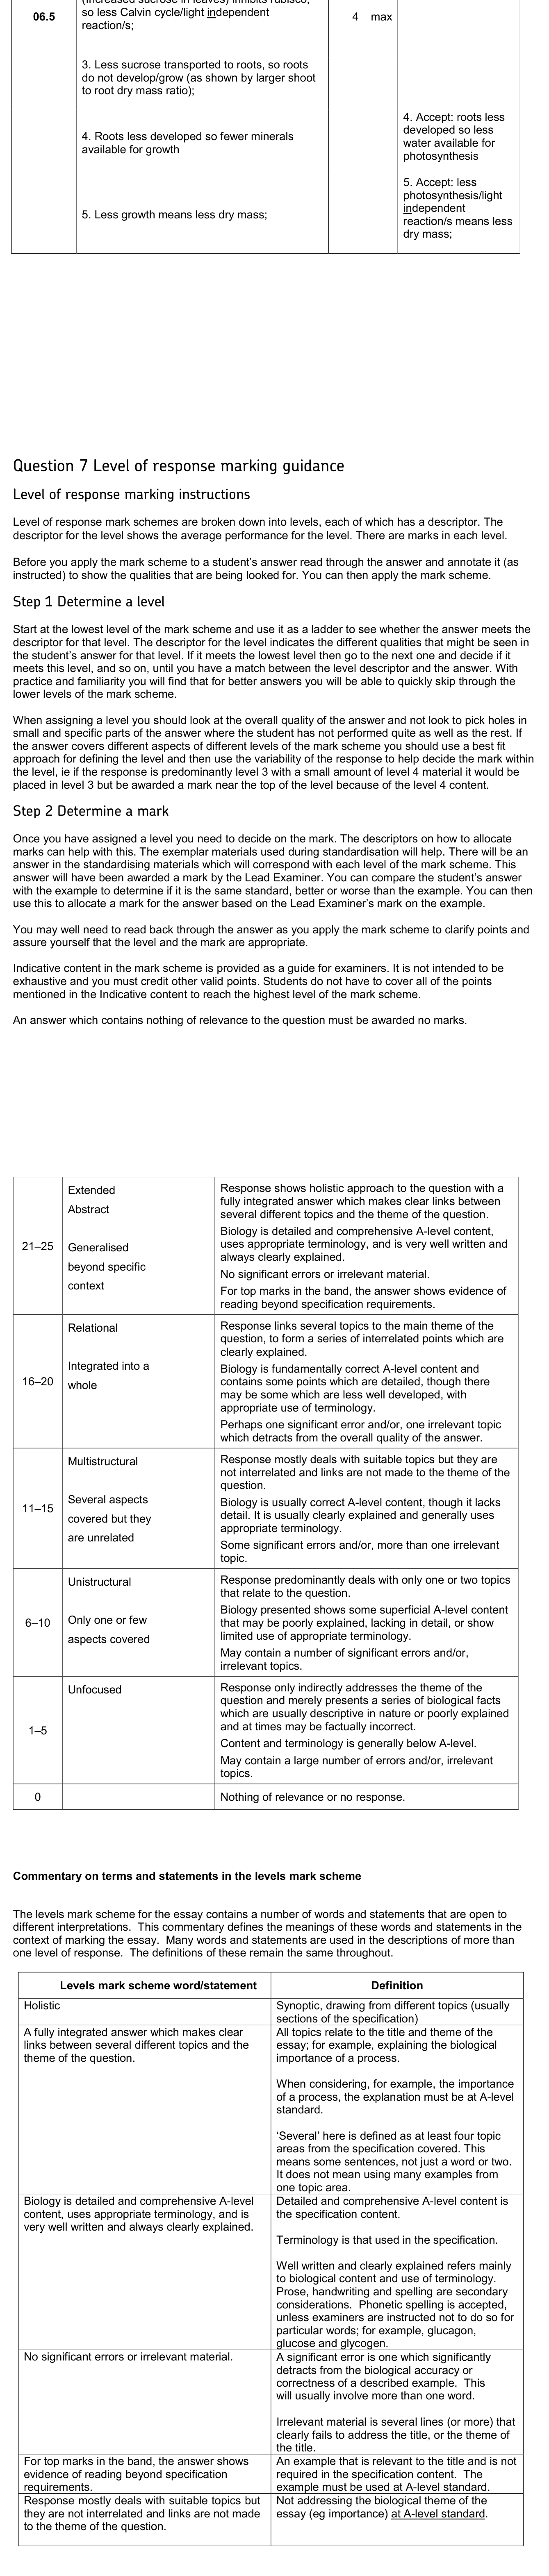 (increased sucrose in leaves) inhibits rubisco,
so less Calvin cycle/light independent
reaction/s;
06.5
4 max
3. Less sucrose transported to roots, so roots
do not develop/grow (as shown by larger shoot
to root dry mass ratio);
4. Roots less developed so fewer minerals
available for growth
4. Accept: roots less
developed so less
water available for
photosynthesis
5. Less growth means less dry mass;
5. Accept: less
photosynthesis/light
independent
reaction/s means less
dry mass;
Question 7 Level of response marking guidance
Level of response marking instructions
Level of response mark schemes are broken down into levels, each of which has a descriptor. The
descriptor for the level shows the average performance for the level. There are marks in each level.
Before you apply the mark scheme to a student's answer read through the answer and annotate it (as
instructed) to show the qualities that are being looked for. You can then apply the mark scheme.
Step 1 Determine a level
Start at the lowest level of the mark scheme and use it as a ladder to see whether the answer meets the
descriptor for that level. The descriptor for the level indicates the different qualities that might be seen in
the student's answer for that level. If it meets the lowest level then go to the next one and decide if it
meets this level, and so on, until you have a match between the level descriptor and the answer. With
practice and familiarity you will find that for better answers you will be able to quickly skip through the
lower levels of the mark scheme.
When assigning a level you should look at the overall quality of the answer and not look to pick holes in
small and specific parts of the answer where the student has not performed quite as well as the rest. If
the answer covers different aspects of different levels of the mark scheme you should use a best fit
approach for defining the level and then use the variability of the response to help decide the mark within
the level, ie if the response is predominantly level 3 with a small amount of level 4 material it would be
placed in level 3 but be awarded a mark near the top of the level because of the level 4 content.
Step 2 Determine a mark
Once you have assigned a level you need to decide on the mark. The descriptors on how to allocate
marks can help with this. The exemplar materials used during standardisation will help. There will be an
answer in the standardising materials which will correspond with each level of the mark scheme. This
answer will have been awarded a mark by the Lead Examiner. You can compare the student's answer
with the example to determine if it is the same standard, better or worse than the example. You can then
use this to allocate a mark for the answer based on the Lead Examiner's mark on the example.
You may well need to read back through the answer as you apply the mark scheme to clarify points and
assure yourself that the level and the mark are appropriate.
Indicative content in the mark scheme is provided as a guide for examiners. It is not intended to be
exhaustive and you must credit other valid points. Students do not have to cover all of the points
mentioned in the Indicative content to reach the highest level of the mark scheme.
An answer which contains nothing of relevance to the question must be awarded no marks.
21–25
Extended
Abstract
Generalised
beyond specific
context
Response shows holistic approach to the question with a
fully integrated answer which makes clear links between
several different topics and the theme of the question.
Biology is detailed and comprehensive A-level content,
uses appropriate terminology, and is very well written and
always clearly explained.
No significant errors or irrelevant material.
For top marks in the band, the answer shows evidence of
reading beyond specification requirements.
16–20
Relational
Integrated into a
whole
Response links several topics to the main theme of the
question, to form a series of interrelated points which are
clearly explained.
Biology is fundamentally correct A-level content and
contains some points which are detailed, though there
may be some which are less well developed, with
appropriate use of terminology.
Perhaps one significant error and/or, one irrelevant topic
which detracts from the overall quality of the answer.
11–15
Multistructural
Several aspects
covered but they
are unrelated
Response mostly deals with suitable topics but they are
not interrelated and links are not made to the theme of the
question.
Biology is usually correct A-level content, though it lacks
detail. It is usually clearly explained and generally uses
appropriate terminology.
Some significant errors and/or, more than one irrelevant
topic.
6–10
Unistructural
Only one or few
aspects covered
Response predominantly deals with only one or two topics
that relate to the question.
Biology presented shows some superficial A-level content
that may be poorly explained, lacking in detail, or show
limited use of appropriate terminology.
May contain a number of significant errors and/or,
irrelevant topics.
1–5
Unfocused
Response only indirectly addresses the theme of the
question and merely presents a series of biological facts
which are usually descriptive in nature or poorly explained
and at times may be factually incorrect.
Content and terminology is generally below A-level.
May contain a large number of errors and/or, irrelevant
topics.
0
Nothing of relevance or no response.
Commentary on terms and statements in the levels mark scheme
The levels mark scheme for the essay contains a number of words and statements that are open to
different interpretations. This commentary defines the meanings of these words and statements in the
context of marking the essay. Many words and statements are used in the descriptions of more than
one level of response. The definitions of these remain the same throughout.
Levels mark scheme word/statement
Definition
Holistic
Synoptic, drawing from different topics (usually
sections of the specification)
A fully integrated answer which makes clear
links between several different topics and the
theme of the question.
All topics relate to the title and theme of the
essay; for example, explaining the biological
importance of a process.
When considering, for example, the importance
of a process, the explanation must be at A-level
standard.
'Several' here is defined as at least four topic
areas from the specification covered. This
means some sentences, not just a word or two.
It does not mean using many examples from
one topic area.
Biology is detailed and comprehensive A-level
content, uses appropriate terminology, and is
very well written and always clearly explained.
Detailed and comprehensive A-level content is
the specification content.
Terminology is that used in the specification.
Well written and clearly explained refers mainly
to biological content and use of terminology.
Prose, handwriting and spelling are secondary
considerations. Phonetic spelling is accepted,
unless examiners are instructed not to do so for
particular words; for example, glucagon,
glucose and glycogen.
No significant errors or irrelevant material.
A significant error is one which significantly
detracts from the biological accuracy or
correctness of a described example. This
will usually involve more than one word.
Irrelevant material is several lines (or more) that
clearly fails to address the title, or the theme of
the title.
For top marks in the band, the answer shows
evidence of reading beyond specification
requirements.
An example that is relevant to the title and is not
required in the specification content. The
example must be used at A-level standard.
Response mostly deals with suitable topics but
they are not interrelated and links are not made
to the theme of the question.
Not addressing the biological theme of the
essay (eg importance) at A-level standard.